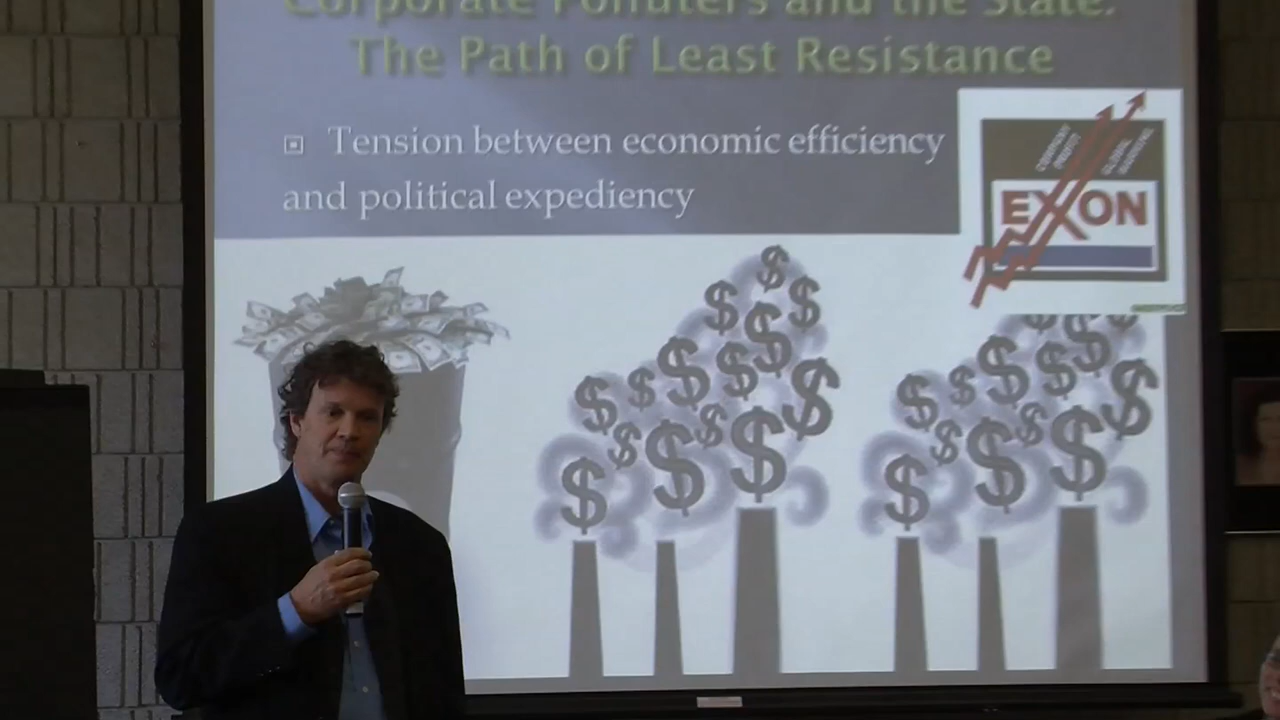 Corporate Polluters and the State:
The Path of Least Resistance
Tension between economic efficiency
and political expediency
EXXON
$ $ $ $ $ $ $ $ $ $ $ $ $
$ $ $ $ $ $ $ $ $ $ $